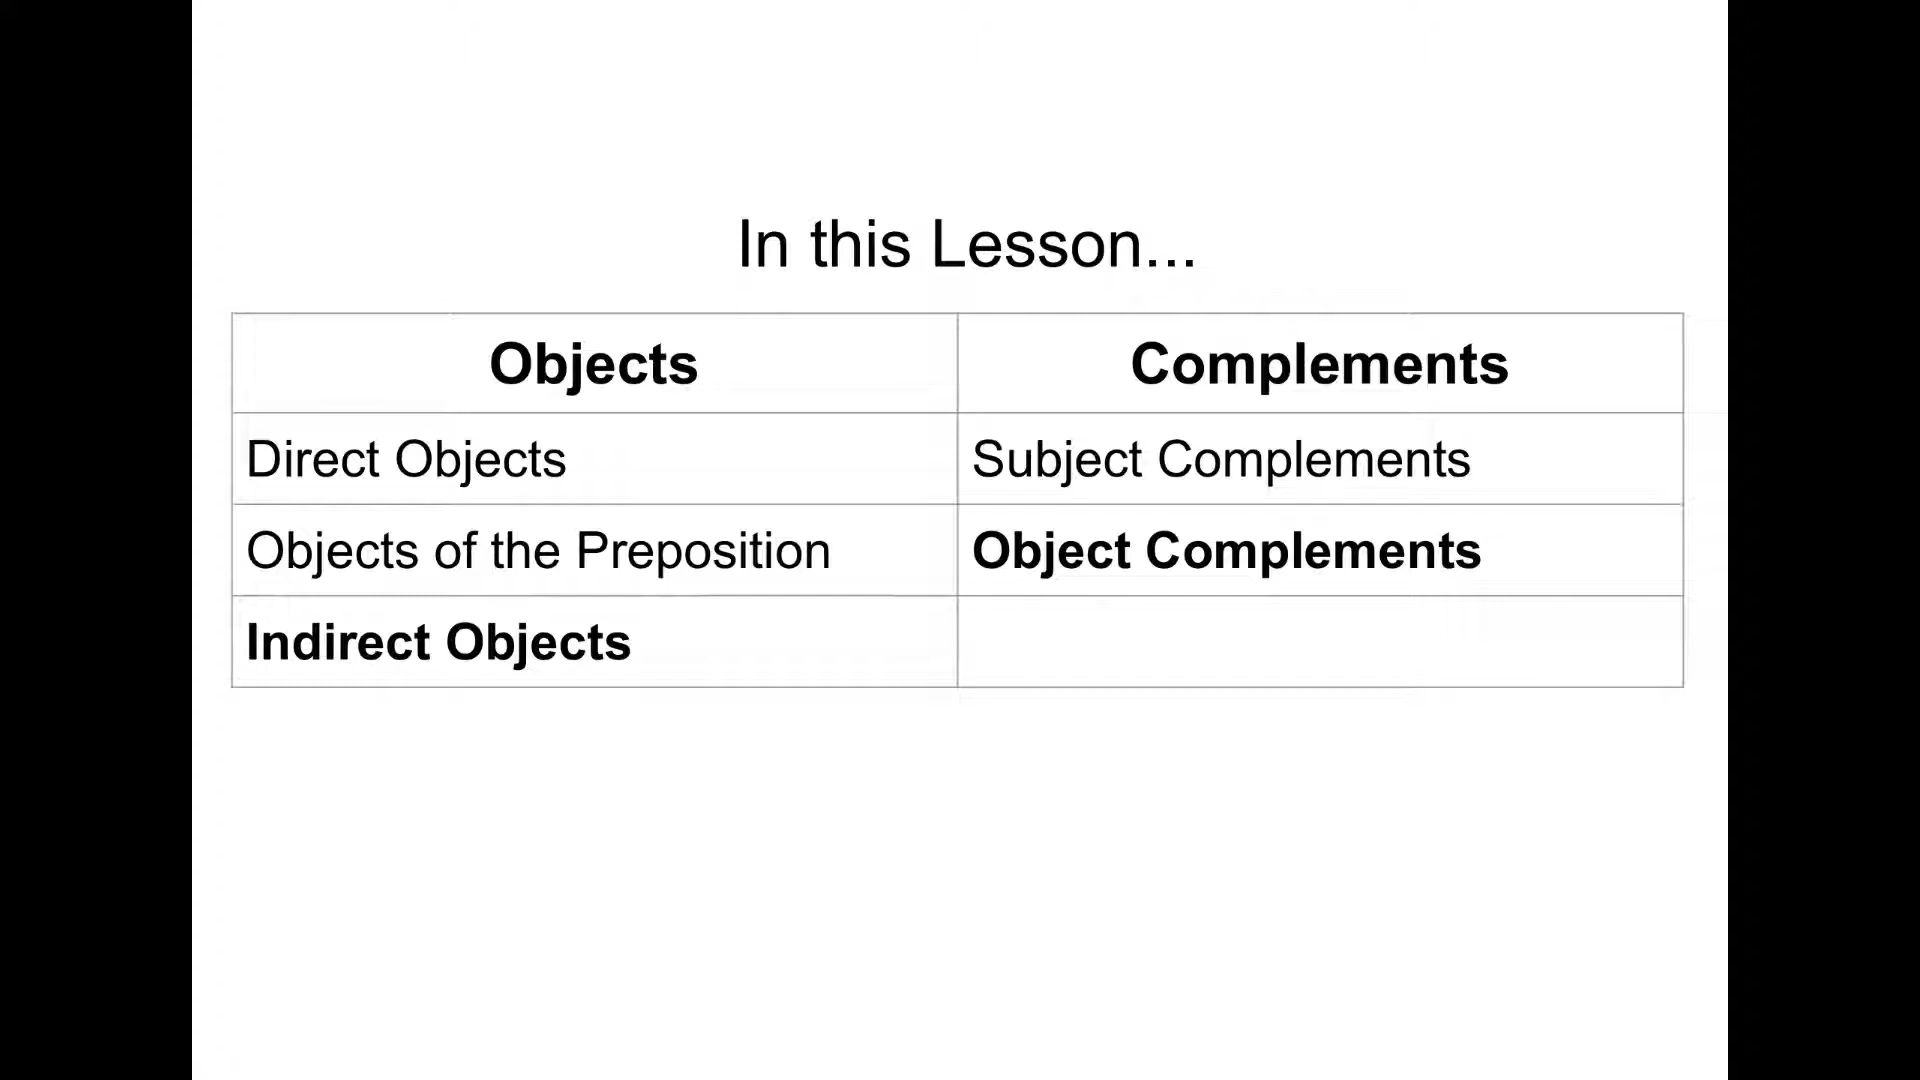 In this Lesson...
Objects
Complements
Direct Objects
Subject Complements
Objects of the Preposition
Object Complements
Indirect Objects